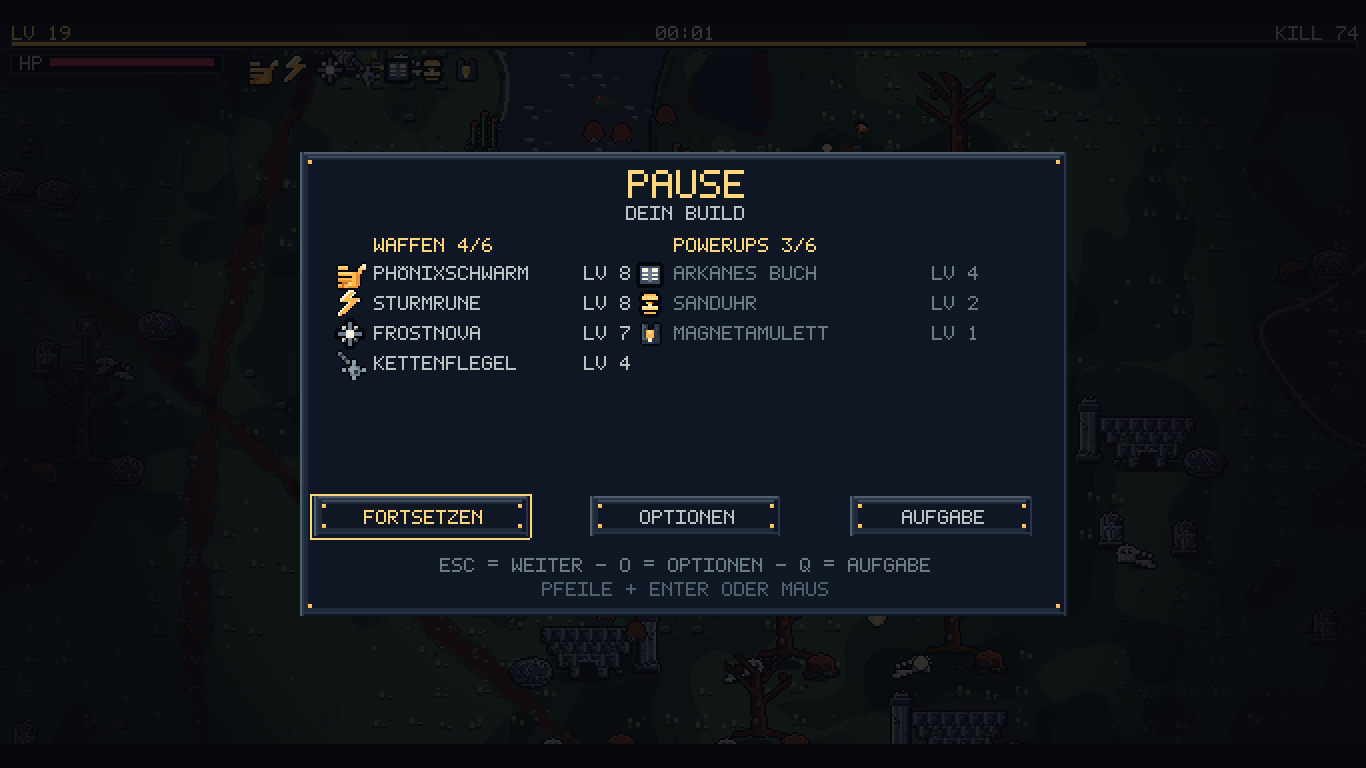 LV 19 00:01 KILL 74
HP
PAUSE
DEIN BUILD
WAFFEN 4/6 POWERUPS 3/6
PHÖNIXSCHWARM LV 8 ARKANES BUCH LV 4
STURMRUNE LV 8 SANDUHR LV 2
FROSTNOVA LV 7 MAGNETAMULETT LV 1
KETTENFLEGEL LV 4
FORTSETZEN OPTIONEN AUFGABE
ESC = WEITER - O = OPTIONEN - Q = AUFGABE
PFEILE + ENTER ODER MAUS